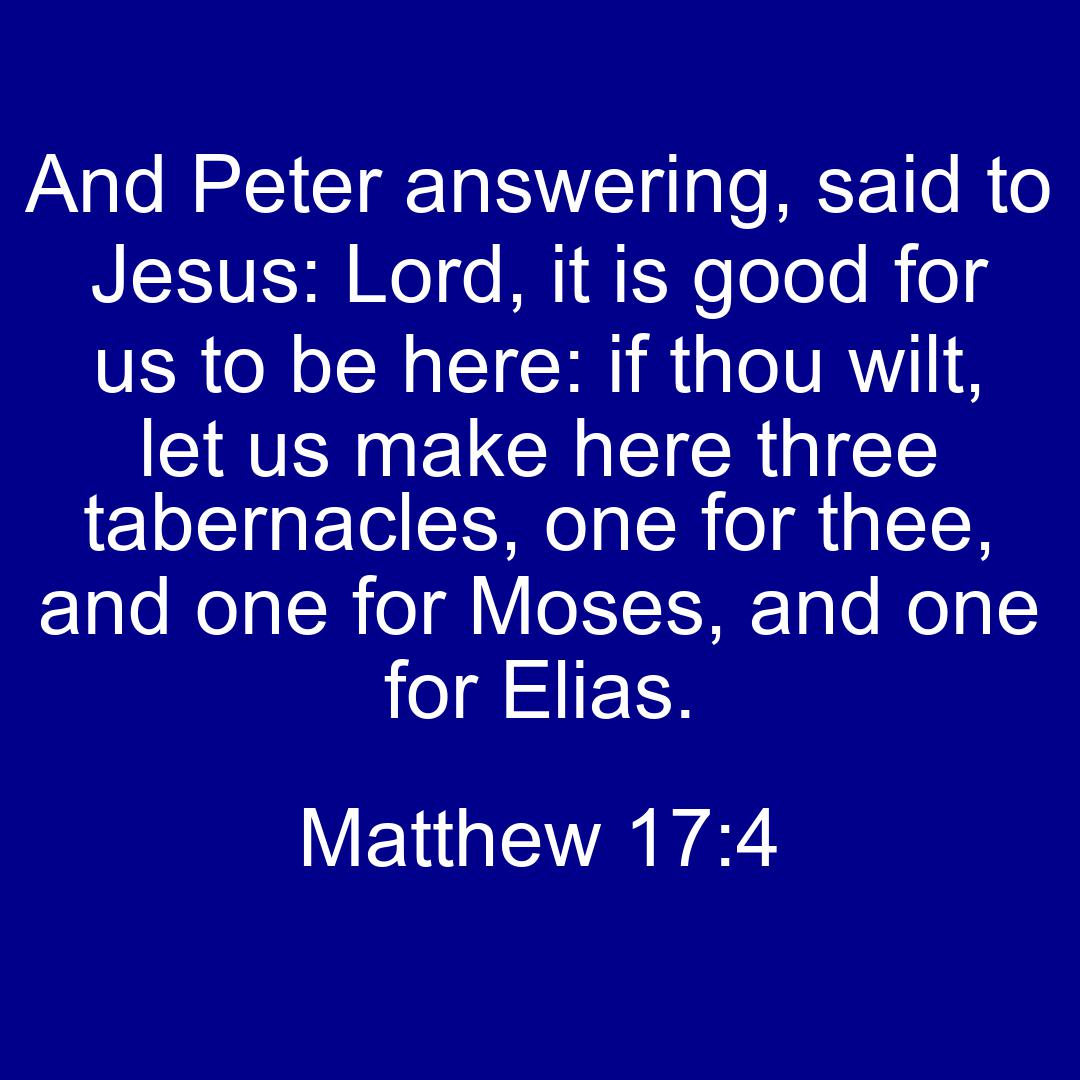 And Peter answering, said to
Jesus: Lord, it is good for
us to be here: if thou wilt,
let us make here three
tabernacles, one for thee,
and one for Moses, and one
for Elias.
Matthew 17:4